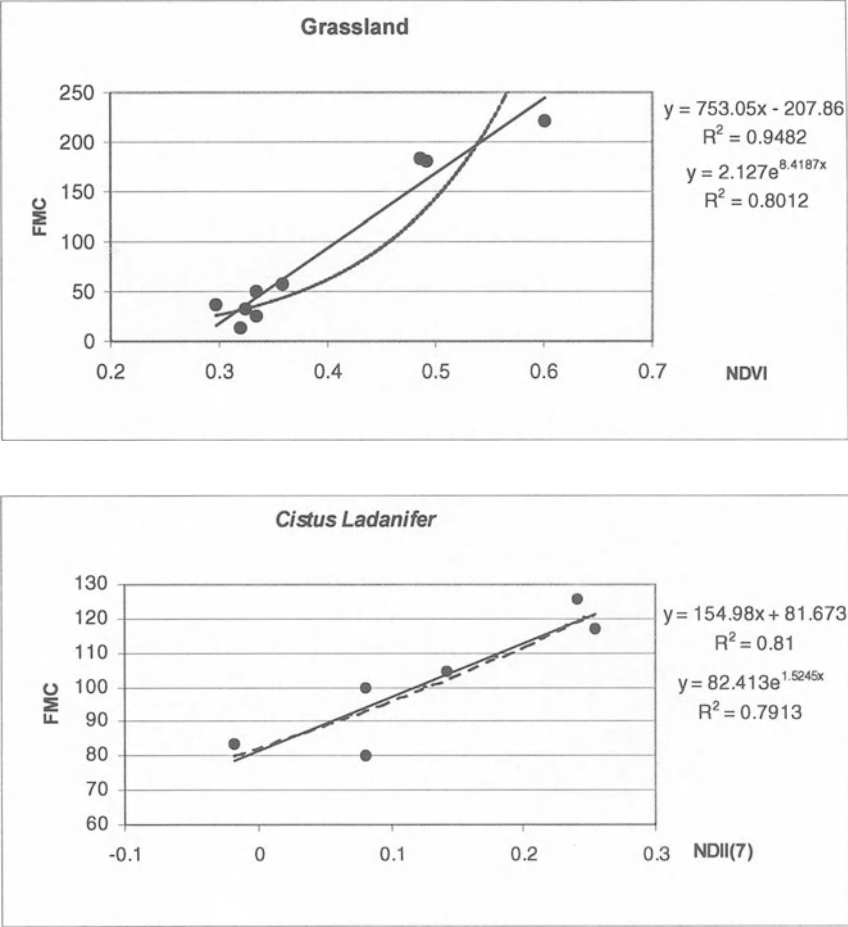 Grassland
250
200
150
100
50
0
FMC
0.2 0.3 0.4 0.5 0.6 0.7
NDVI
y = 753.05x - 207.86
R² = 0.9482
y = 2.127e^8.4187x
R² = 0.8012
Cistus Ladanifer
130
120
110
100
90
80
70
60
FMC
-0.1 0 0.1 0.2 0.3
NDII(7)
y = 154.98x + 81.673
R² = 0.81
y = 82.413e^1.5245x
R² = 0.7913